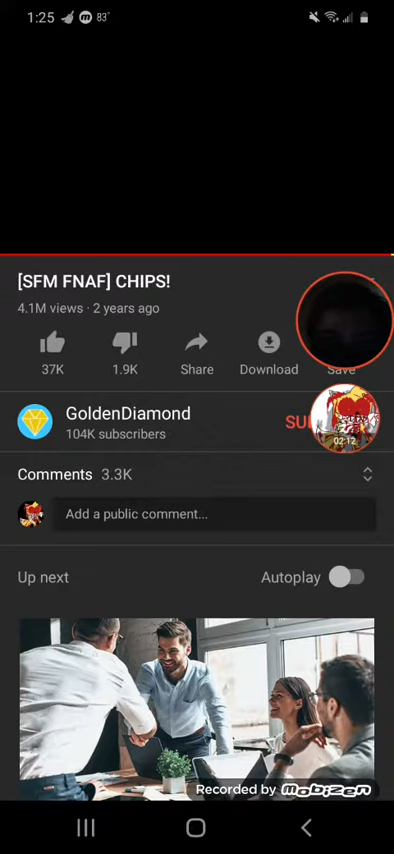 1:25 83°
[SFM FNAF] CHIPS!
4.1M views · 2 years ago
37K 1.9K Share Download Save
GoldenDiamond
104K subscribers
02:12
Comments 3.3K
Add a public comment...
Up next Autoplay
Recorded by mobizen